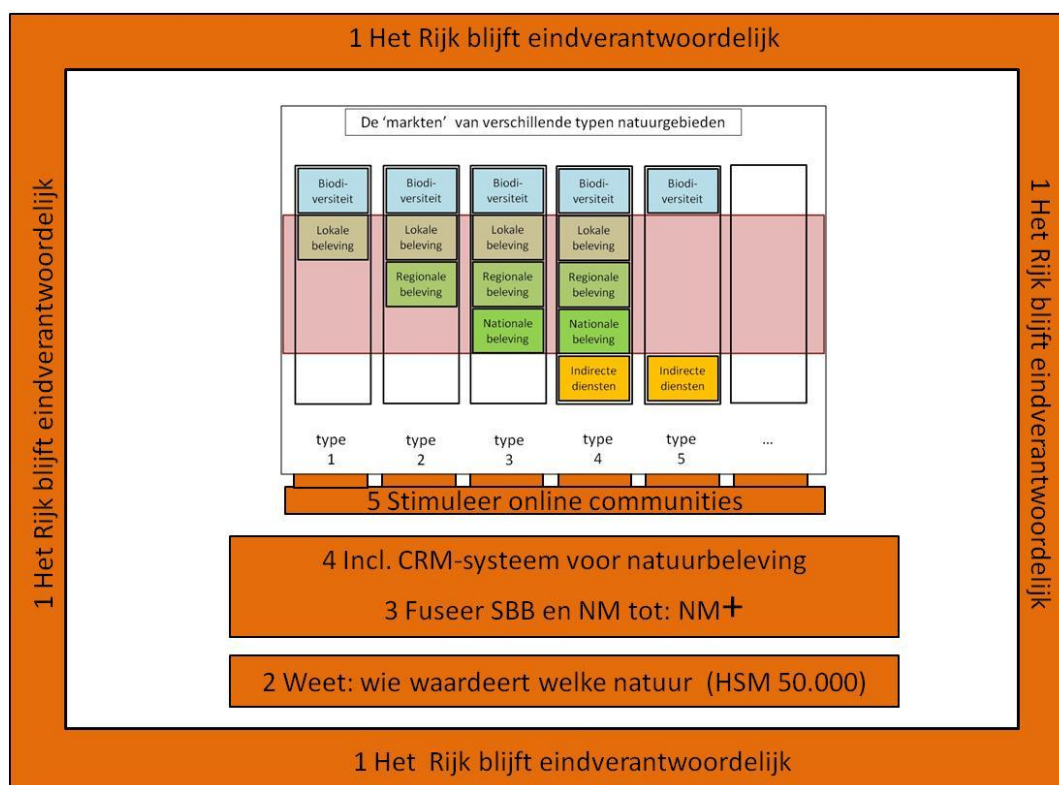 1 Het Rijk blijft eindverantwoordelijk
1 Het Rijk blijft eindverantwoordelijk
1 Het Rijk blijft eindverantwoordelijk
De ‘markten’ van verschillende typen natuurgebieden
Biodi-
versiteit
Lokale
beleving
type
1
Biodi-
versiteit
Lokale
beleving
Regionale
beleving
type
2
Biodi-
versiteit
Lokale
beleving
Regionale
beleving
Nationale
beleving
type
3
Biodi-
versiteit
Lokale
beleving
Regionale
beleving
Nationale
beleving
Indirecte
diensten
type
4
Biodi-
versiteit
Indirecte
diensten
type
5
...
5 Stimuleer online communities
4 Incl. CRM-systeem voor natuurbeleving
3 Fuseer SBB en NM tot: NM+
2 Weet: wie waardeert welke natuur (HSM 50.000)
1 Het Rijk blijft eindverantwoordelijk